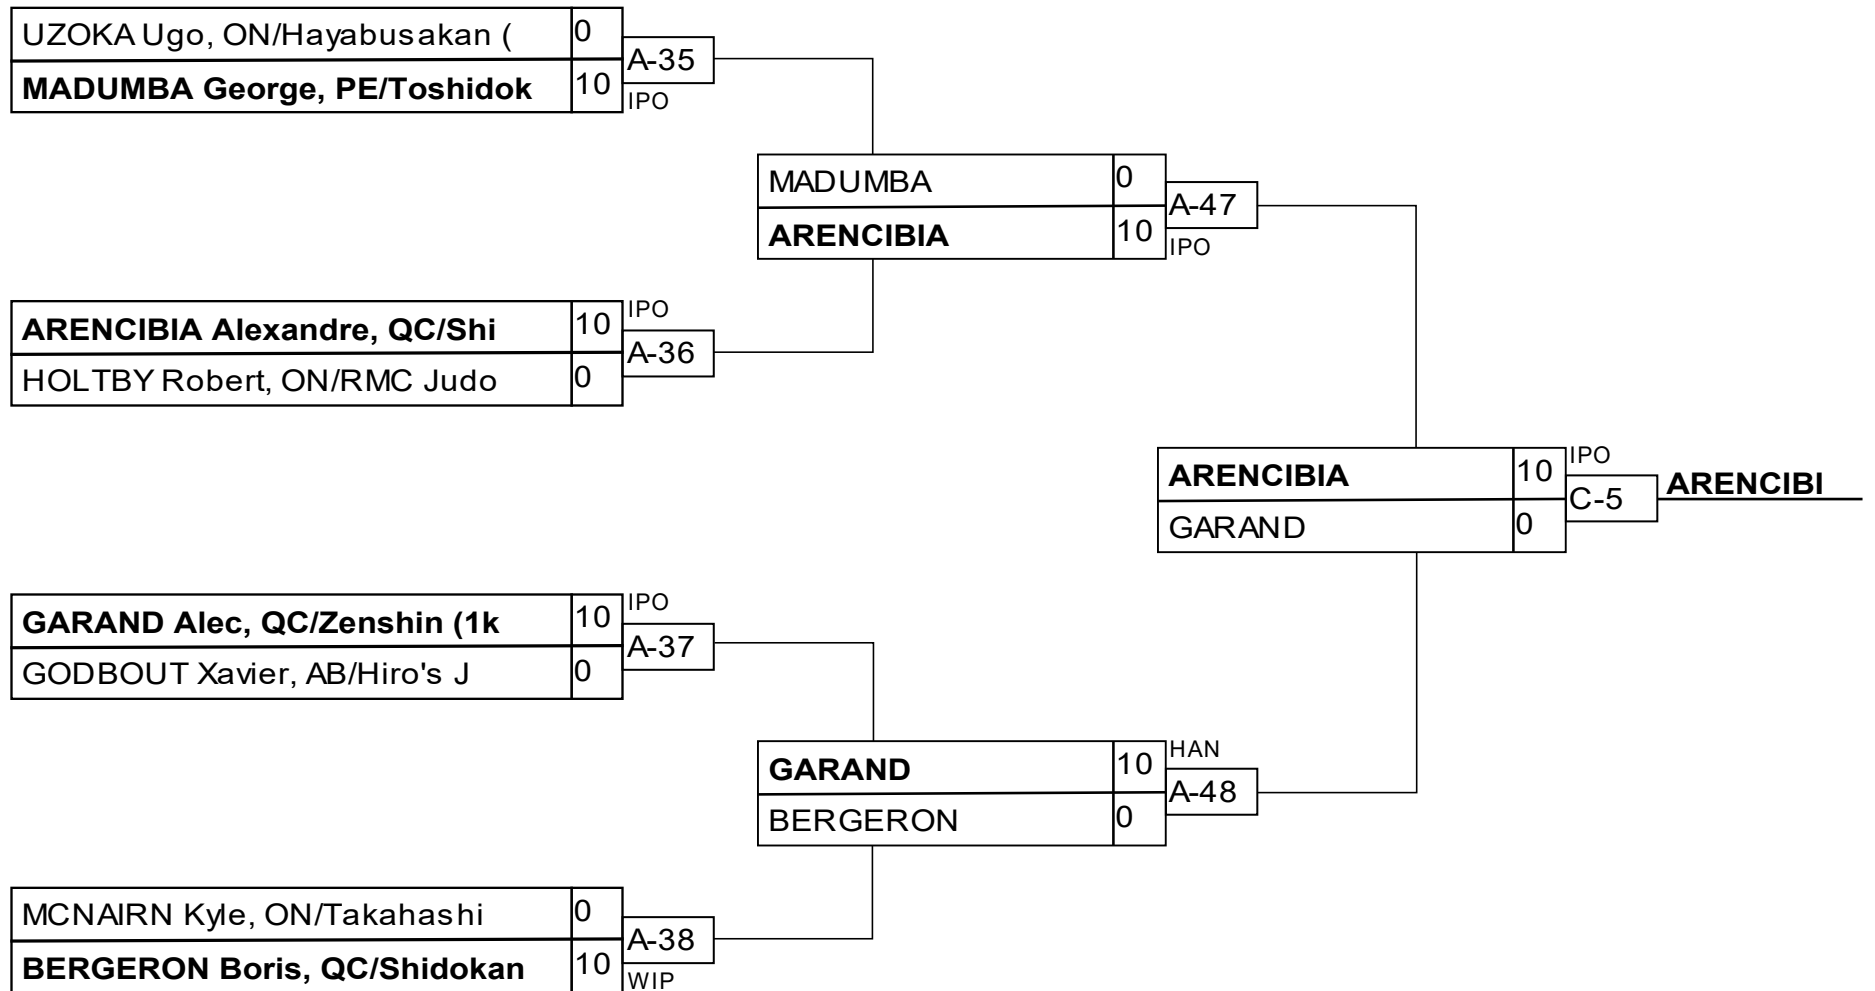 UZOKA Ugo, ON/Hayabusakan ( 0
A-35
MADUMBA George, PE/Toshidok 10
IPO
MADUMBA 0
A-47
ARENCIBIA 10
IPO
ARENCIBIA Alexandre, QC/Shi 10
IPO
A-36
HOLTBY Robert, ON/RMC Judo 0
ARENCIBIA 10
IPO
C-5
ARENCIBI
GARAND 0
GARAND Alec, QC/Zenshin (1k 10
IPO
A-37
GODBOUT Xavier, AB/Hiro's J 0
GARAND 10
HAN
A-48
BERGERON 0
MCNAIRN Kyle, ON/Takahashi 0
A-38
BERGERON Boris, QC/Shidokan 10
WIP